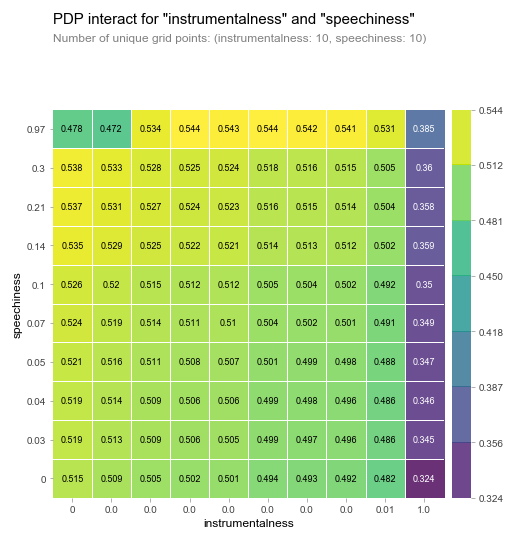 PDP interact for "instrumentalness" and "speechiness"
Number of unique grid points: (instrumentalness: 10, speechiness: 10)
0.97 0.478 0.472 0.534 0.544 0.543 0.544 0.542 0.541 0.531 0.385
0.3 0.538 0.533 0.528 0.525 0.524 0.518 0.516 0.515 0.505 0.36
0.21 0.537 0.531 0.527 0.524 0.523 0.516 0.515 0.514 0.504 0.358
0.14 0.535 0.529 0.525 0.522 0.521 0.514 0.513 0.512 0.502 0.359
0.1 0.526 0.52 0.515 0.512 0.512 0.505 0.504 0.502 0.492 0.35
0.07 0.524 0.519 0.514 0.511 0.51 0.504 0.502 0.501 0.491 0.349
0.05 0.521 0.516 0.511 0.508 0.507 0.501 0.499 0.498 0.488 0.347
0.04 0.519 0.514 0.509 0.506 0.506 0.499 0.498 0.496 0.486 0.346
0.03 0.519 0.513 0.509 0.506 0.505 0.499 0.497 0.496 0.486 0.345
0 0.515 0.509 0.505 0.502 0.501 0.494 0.493 0.492 0.482 0.324
0 0.0 0.0 0.0 0.0 0.0 0.0 0.0 0.01 1.0
instrumentalness
speechiness
0.544
0.512
0.481
0.450
0.418
0.387
0.356
0.324